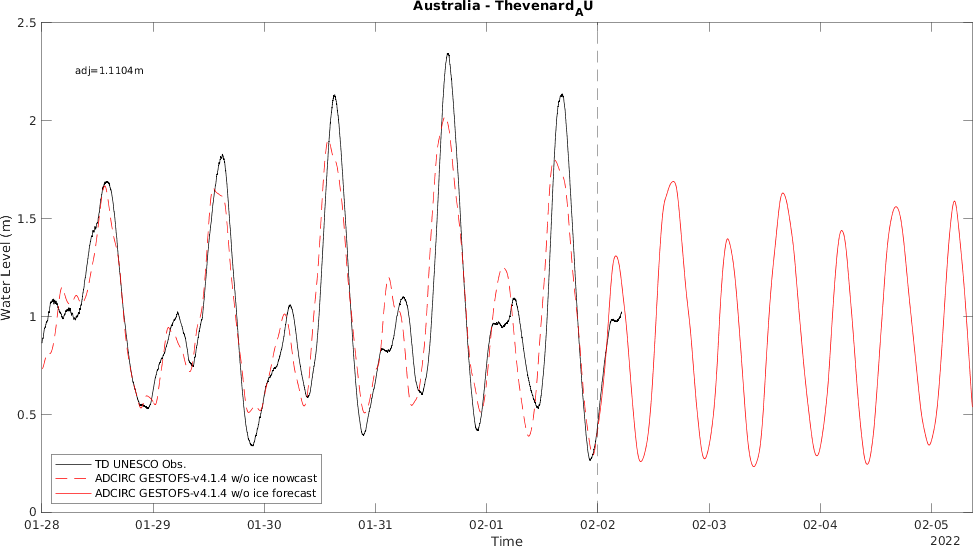 Australia - Thevenard_AU
adj=1.1104m
2.5
2
1.5
1
0.5
0
Water Level (m)
TD UNESCO Obs.
ADCIRC GESTOFS-v4.1.4 w/o ice nowcast
ADCIRC GESTOFS-v4.1.4 w/o ice forecast
01-28 01-29 01-30 01-31 02-01 02-02 02-03 02-04 02-05
Time
2022